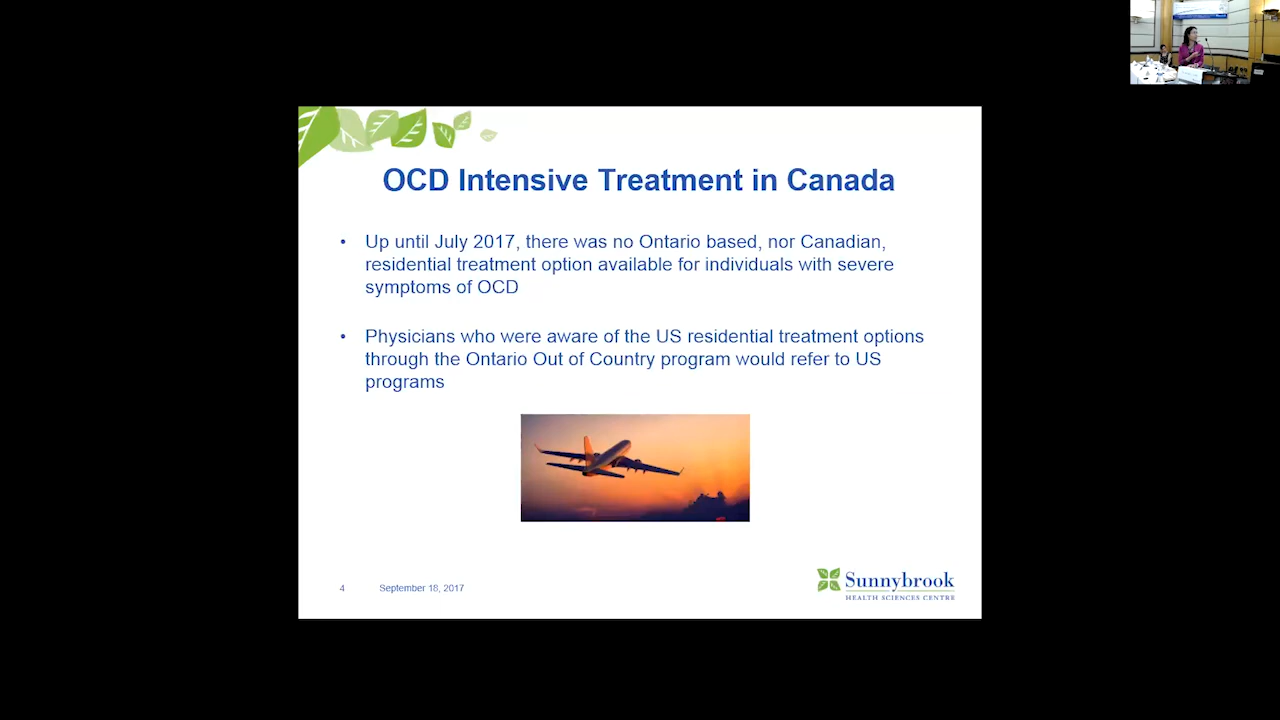 OCD Intensive Treatment in Canada
• Up until July 2017, there was no Ontario based, nor Canadian,
residential treatment option available for individuals with severe
symptoms of OCD
• Physicians who were aware of the US residential treatment options
through the Ontario Out of Country program would refer to US
programs
4 September 18, 2017
Sunnybrook
HEALTH SCIENCES CENTRE